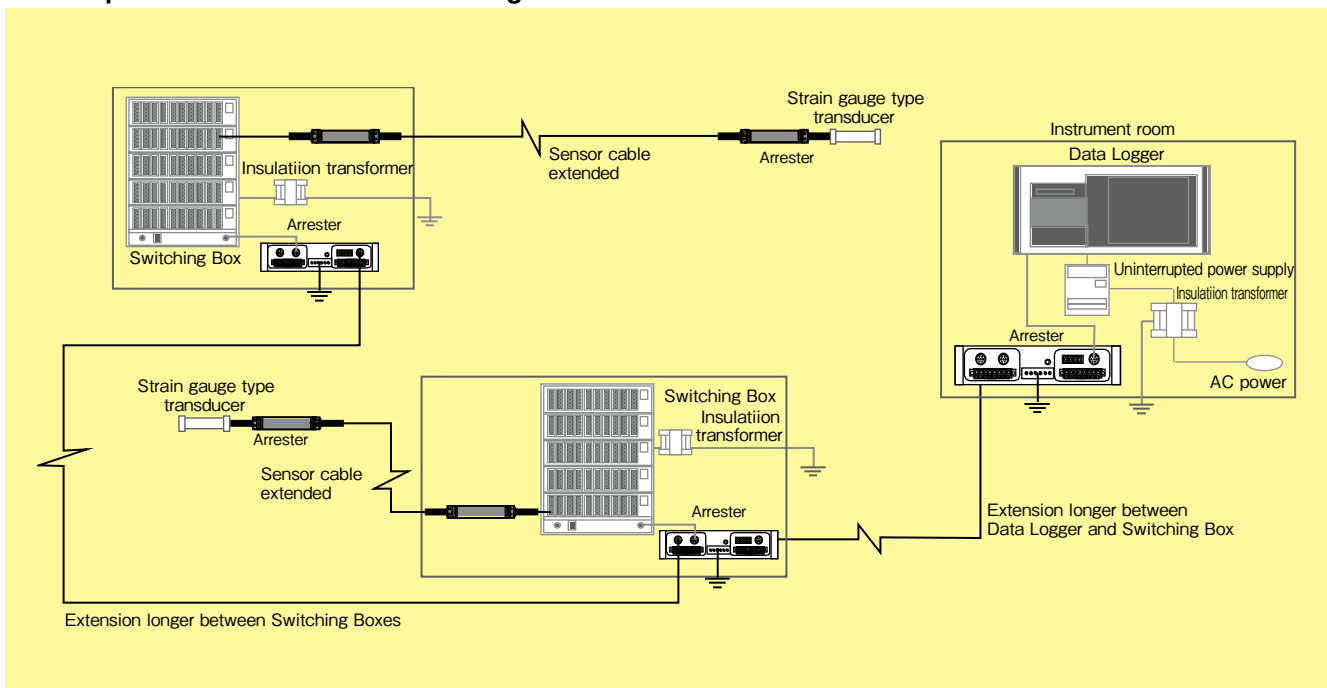 Strain gauge type
transducer
Arrester
Sensor cable
extended
Insulatiion transformer
Arrester
Switching Box
Instrument room
Data Logger
Uninterrupted power supply
Insulatiion transformer
Arrester
AC power
Strain gauge type
transducer
Arrester
Sensor cable
extended
Switching Box
Insulatiion
transformer
Arrester
Extension longer between
Data Logger and Switching Box
Extension longer between Switching Boxes